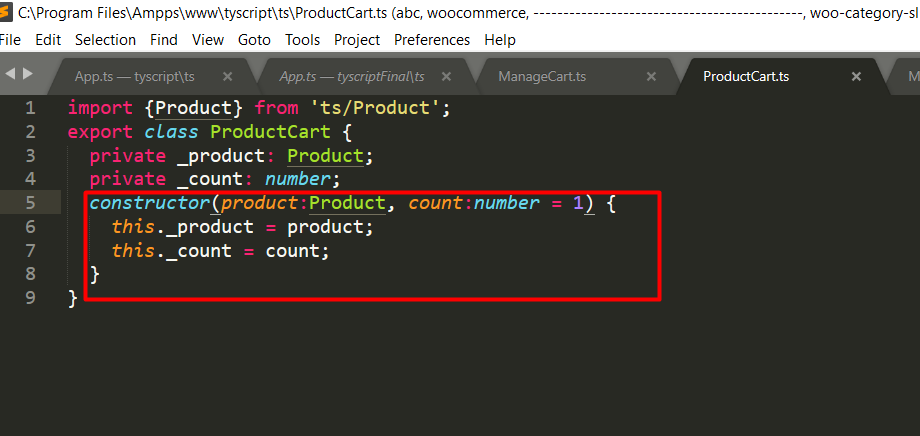 C:\Program Files\Ampps\www\tyscript\ts\ProductCart.ts (abc, woocommerce, ------------------------------------------------, woo-category-sl
File Edit Selection Find View Goto Tools Project Preferences Help
App.ts — tyscript\ts × App.ts — tyscriptFinal\ts × ManageCart.ts × ProductCart.ts × M
1 import {Product} from 'ts/Product';
2 export class ProductCart {
3 private _product: Product;
4 private _count: number;
5 constructor(product:Product, count:number = 1) {
6 this._product = product;
7 this._count = count;
8 }
9 }